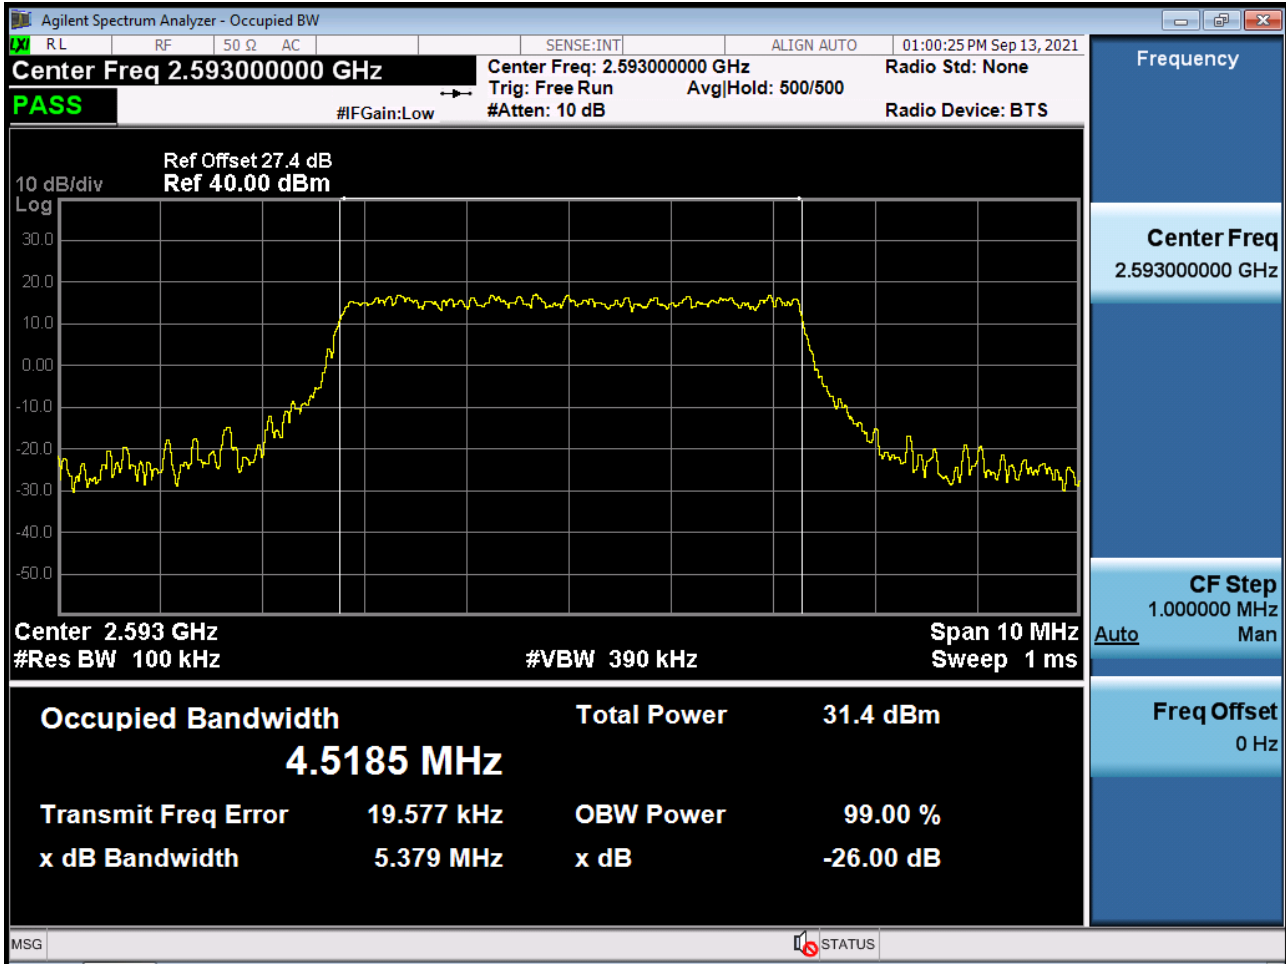 Agilent Spectrum Analyzer - Occupied BW
LXI RL RF 50 Ω AC SENSE:INT ALIGN AUTO 01:00:25 PM Sep 13, 2021
Center Freq 2.593000000 GHz
PASS
#IFGain:Low
Center Freq: 2.593000000 GHz
Trig: Free Run Avg|Hold: 500/500
#Atten: 10 dB
Radio Std: None
Radio Device: BTS
Ref Offset 27.4 dB
10 dB/div Ref 40.00 dBm
Log
30.0
20.0
10.0
0.00
-10.0
-20.0
-30.0
-40.0
-50.0
Center 2.593 GHz Span 10 MHz
#Res BW 100 kHz #VBW 390 kHz Sweep 1 ms
Occupied Bandwidth Total Power 31.4 dBm
4.5185 MHz
Transmit Freq Error 19.577 kHz OBW Power 99.00 %
x dB Bandwidth 5.379 MHz x dB -26.00 dB
Frequency
Center Freq
2.593000000 GHz
CF Step
1.000000 MHz
Auto Man
Freq Offset
0 Hz
MSG STATUS